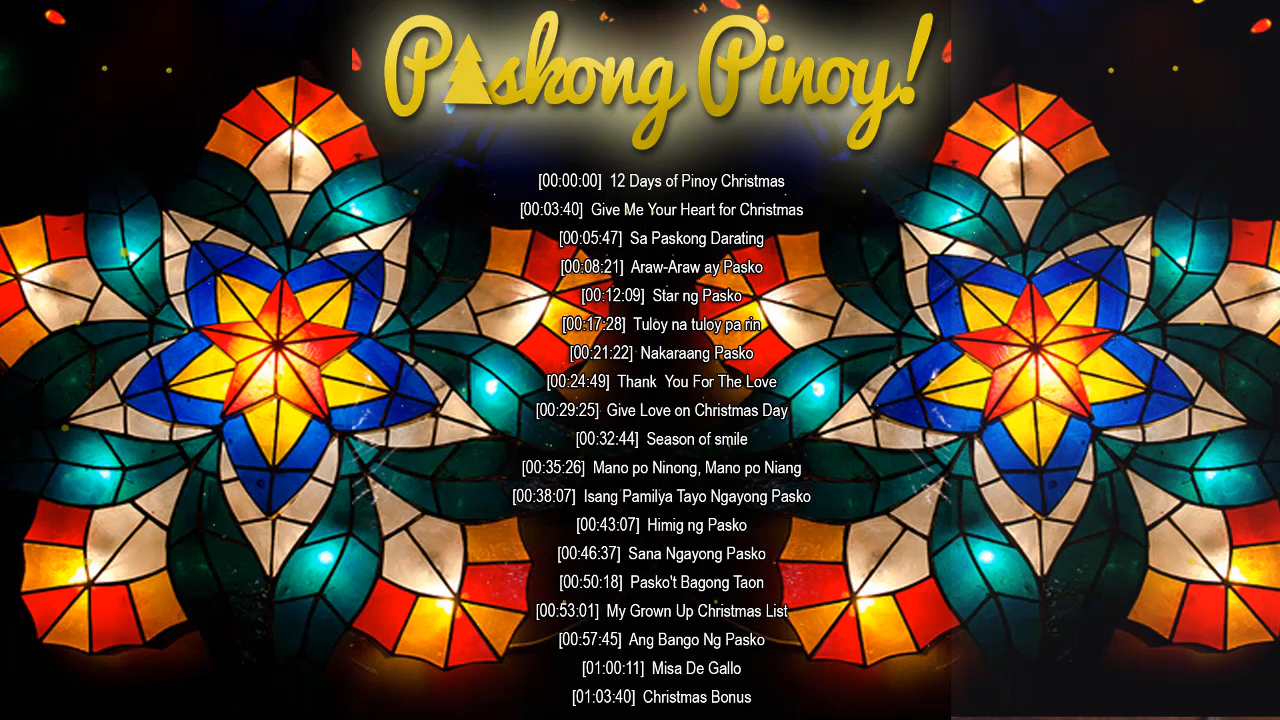 Paskong Pinoy!
[00:00:00] 12 Days of Pinoy Christmas
[00:03:40] Give Me Your Heart for Christmas
[00:05:47] Sa Paskong Darating
[00:08:21] Araw-Araw ay Pasko
[00:12:09] Star ng Pasko
[00:17:28] Tuloy na tuloy pa rin
[00:21:22] Nakaraang Pasko
[00:24:49] Thank You For The Love
[00:29:25] Give Love on Christmas Day
[00:32:44] Season of smile
[00:35:26] Mano po Ninong, Mano po Niang
[00:38:07] Isang Pamilya Tayo Ngayong Pasko
[00:43:07] Himig ng Pasko
[00:46:37] Sana Ngayong Pasko
[00:50:18] Pasko't Bagong Taon
[00:53:01] My Grown Up Christmas List
[00:57:45] Ang Bango Ng Pasko
[01:00:11] Misa De Gallo
[01:03:40] Christmas Bonus